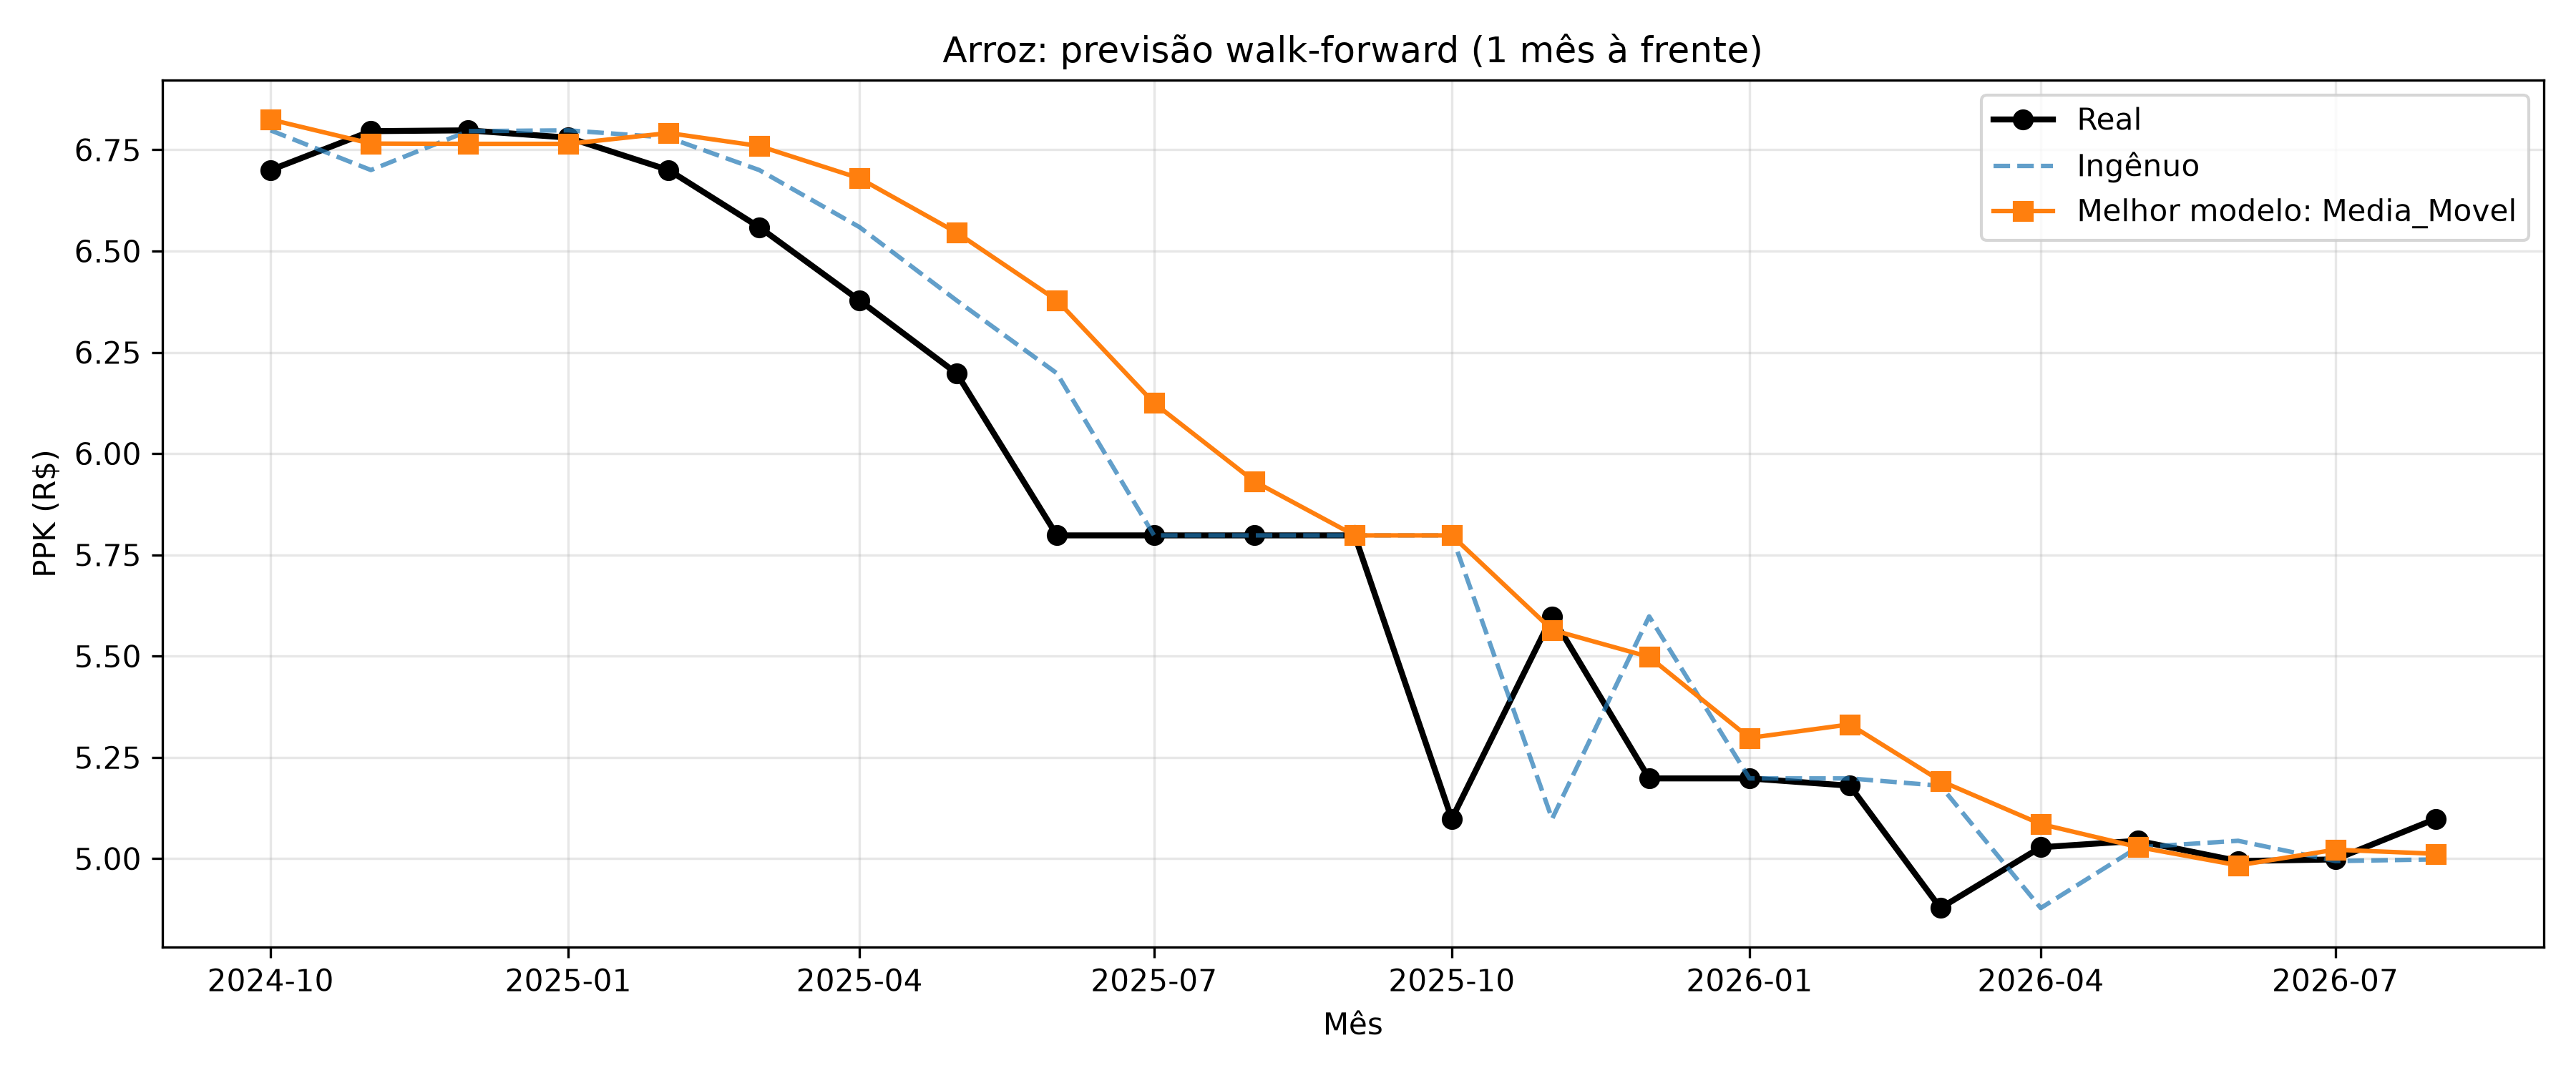 Arroz: previsão walk-forward (1 mês à frente)
Real
Ingênuo
Melhor modelo: Media_Movel
PPK (R$)
6.75
6.50
6.25
6.00
5.75
5.50
5.25
5.00
2024-10
2025-01
2025-04
2025-07
2025-10
2026-01
2026-04
2026-07
Mês